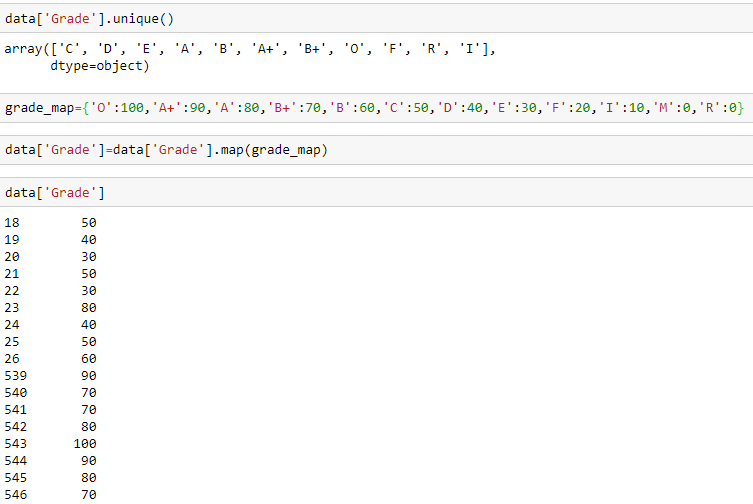 data['Grade'].unique()
array(['C', 'D', 'E', 'A', 'B', 'A+', 'B+', 'O', 'F', 'R', 'I'],
      dtype=object)
grade_map={'O':100,'A+':90,'A':80,'B+':70,'B':60,'C':50,'D':40,'E':30,'F':20,'I':10,'M':0,'R':0}
data['Grade']=data['Grade'].map(grade_map)
data['Grade']
18        50
19        40
20        30
21        50
22        30
23        80
24        40
25        50
26        60
539       90
540       70
541       70
542       80
543      100
544       90
545       80
546       70